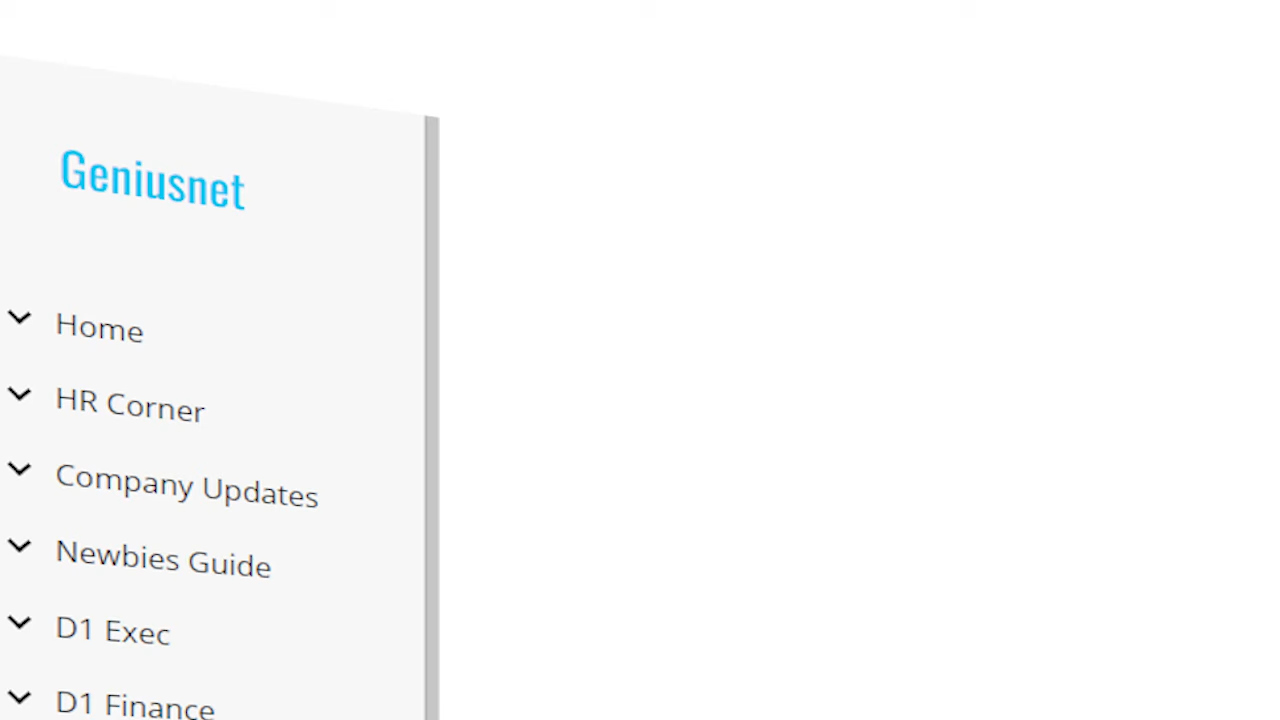 Geniusnet
Home
HR Corner
Company Updates
Newbies Guide
D1 Exec
D1 Finance